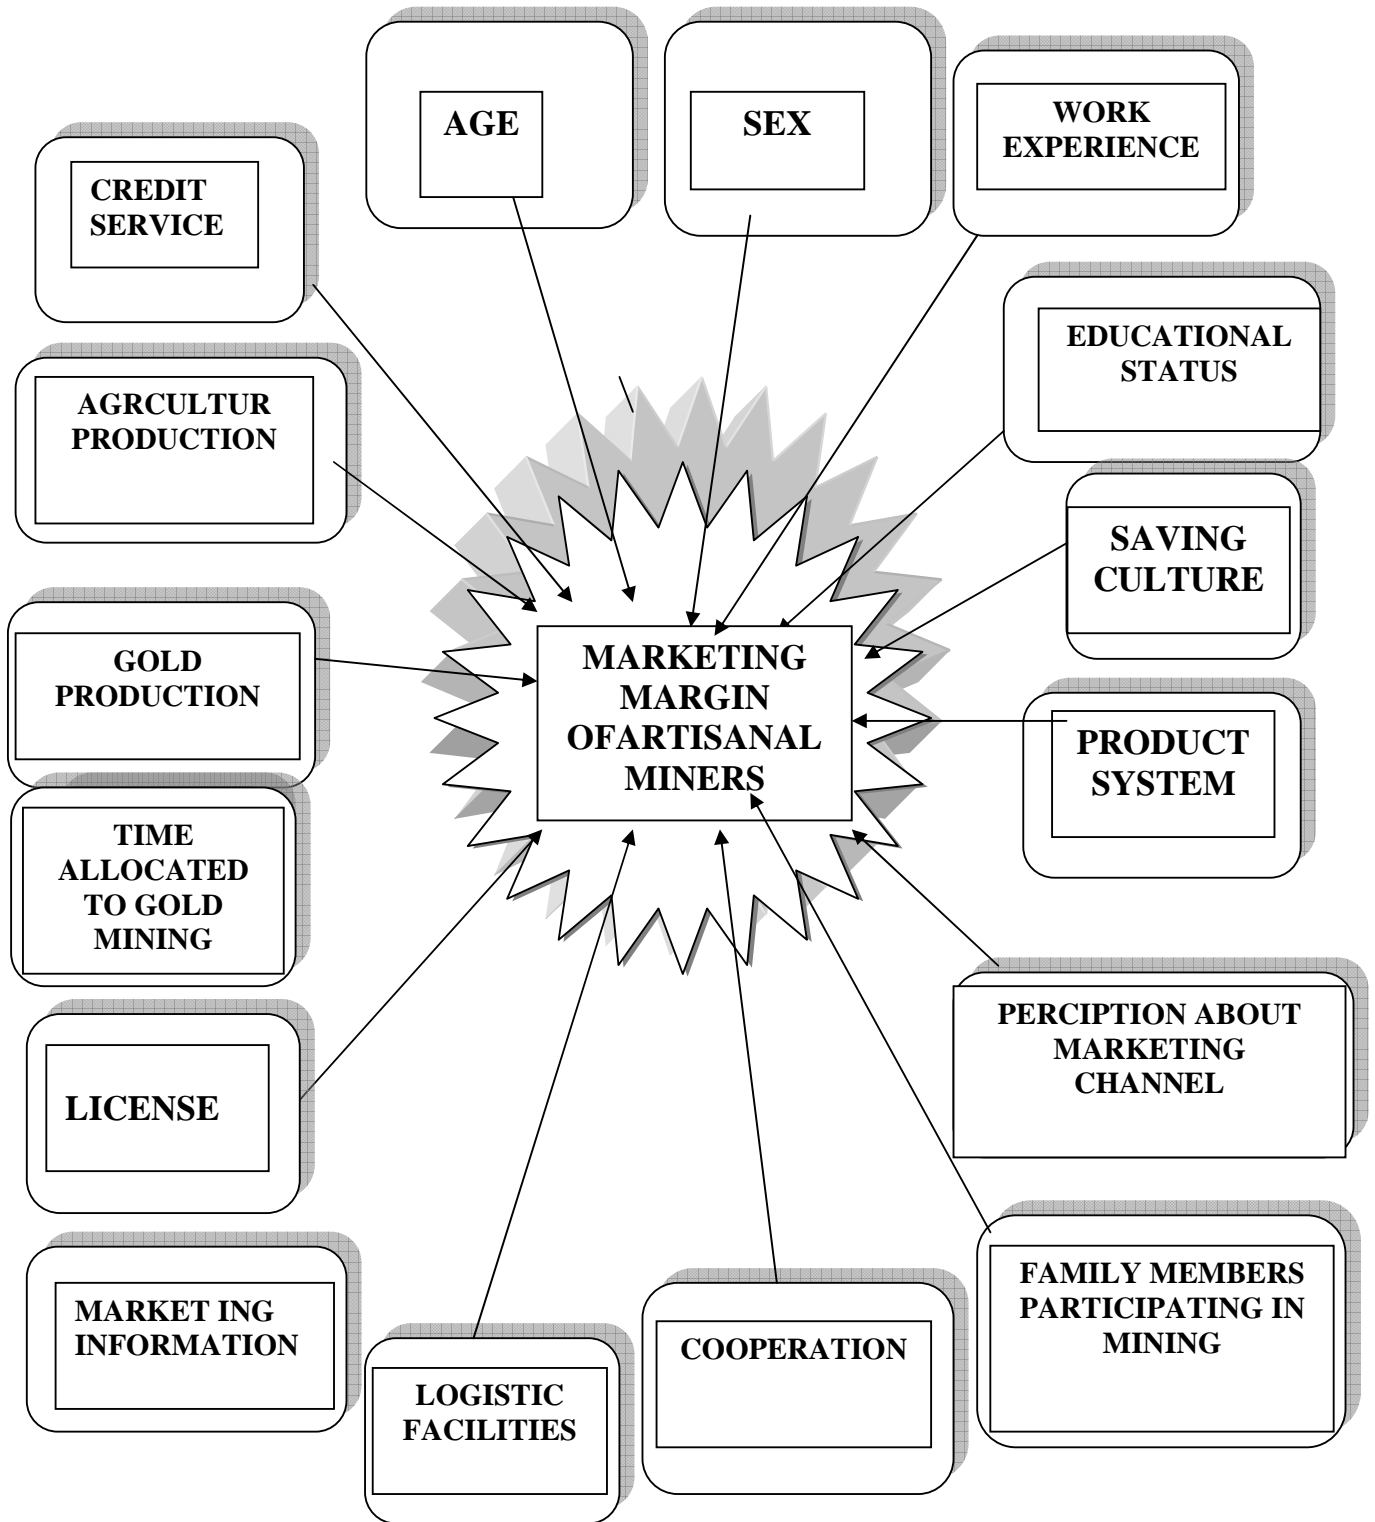 AGE
SEX
WORK
EXPERIENCE
CREDIT
SERVICE
EDUCATIONAL
STATUS
AGRCULTUR
PRODUCTION
SAVING
CULTURE
GOLD
PRODUCTION
MARKETING
MARGIN
OFARTISANAL
MINERS
PRODUCT
SYSTEM
TIME
ALLOCATED
TO GOLD
MINING
PERCIPTION ABOUT
MARKETING
CHANNEL
LICENSE
FAMILY MEMBERS
PARTICIPATING IN
MINING
MARKET ING
INFORMATION
COOPERATION
LOGISTIC
FACILITIES